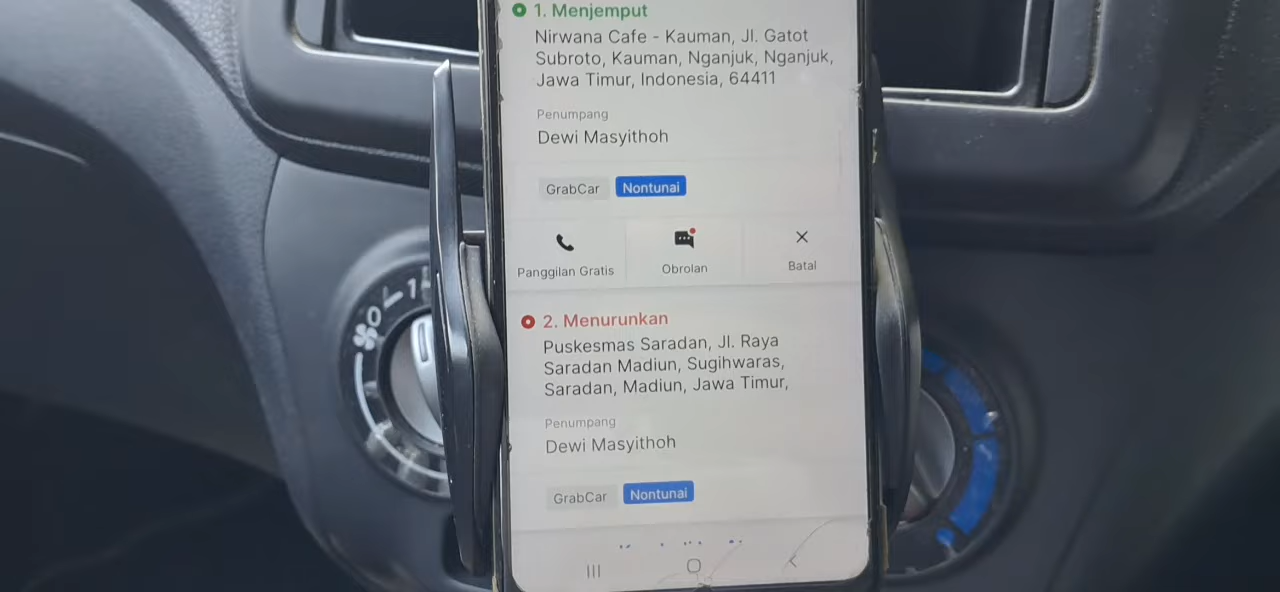 1. Menjemput
Nirwana Cafe - Kauman, Jl. Gatot
Subroto, Kauman, Nganjuk, Nganjuk,
Jawa Timur, Indonesia, 64411
Penumpang
Dewi Masyithoh
GrabCar Nontunai
Panggilan Gratis Obrolan Batal
2. Menurunkan
Puskesmas Saradan, Jl. Raya
Saradan Madiun, Sugihwaras,
Saradan, Madiun, Jawa Timur,
Penumpang
Dewi Masyithoh
GrabCar Nontunai
0 1